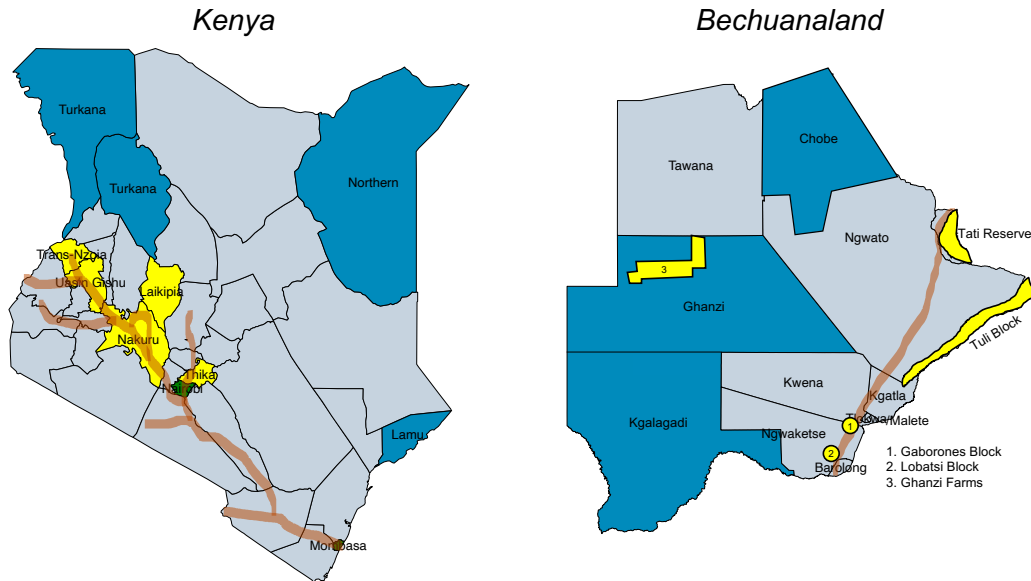 Kenya
Turkana
Turkana
Northern
Trans-Nzoia
Uasin Gishu
Laikipia
Nakuru
Thika
Nairobi
Lamu
Mombasa
Bechuanaland
Chobe
Tawana
Ngwato
Tati Reserve
3
Ghanzi
Tuli Block
Kwena
Kgatla
Kgalagadi
Tlokwa
Malete
1
Ngwaketse
2
Barolong
1. Gaborones Block
2. Lobatsi Block
3. Ghanzi Farms